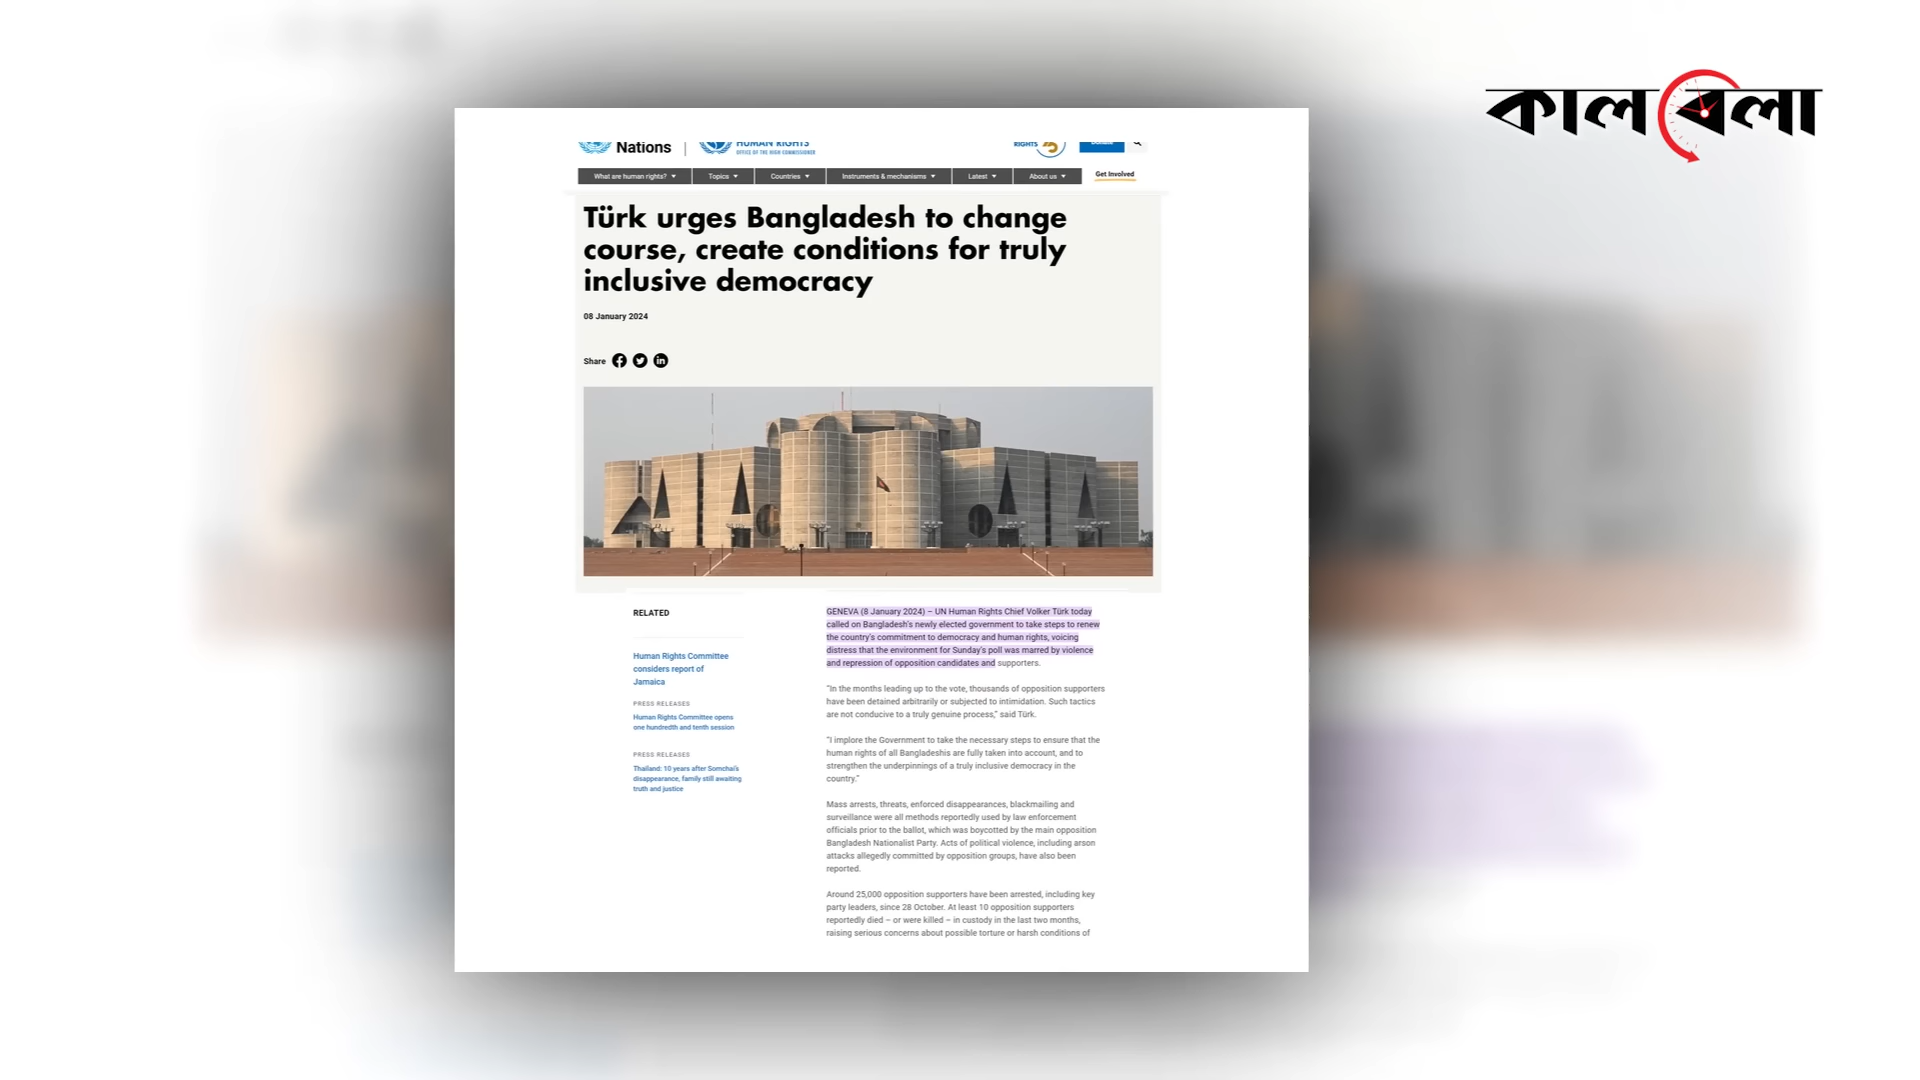 কালবেলা
Nations
HUMAN RIGHTS
OFFICE OF THE HIGH COMMISSIONER
RIGHTS 75
Donate
What are human rights?
Topics
Countries
Instruments & mechanisms
Latest
About us
Get Involved
Türk urges Bangladesh to change
course, create conditions for truly
inclusive democracy
08 January 2024
Share
RELATED
Human Rights Committee
considers report of
Jamaica
PRESS RELEASES
Human Rights Committee opens
one hundredth and tenth session
PRESS RELEASES
Thailand: 10 years after Somchai's
disappearance, family still awaiting
truth and justice
GENEVA (8 January 2024) – UN Human Rights Chief Volker Türk today
called on Bangladesh's newly elected government to take steps to renew
the country's commitment to democracy and human rights, voicing
distress that the environment for Sunday's poll was marred by violence
and repression of opposition candidates and supporters.
"In the months leading up to the vote, thousands of opposition supporters
have been detained arbitrarily or subjected to intimidation. Such tactics
are not conducive to a truly genuine process," said Türk.
"I implore the Government to take the necessary steps to ensure that the
human rights of all Bangladeshis are fully taken into account, and to
strengthen the underpinnings of a truly inclusive democracy in the
country."
Mass arrests, threats, enforced disappearances, blackmailing and
surveillance were all methods reportedly used by law enforcement
officials prior to the ballot, which was boycotted by the main opposition
Bangladesh Nationalist Party. Acts of political violence, including arson
attacks allegedly committed by opposition groups, have also been
reported.
Around 25,000 opposition supporters have been arrested, including key
party leaders, since 28 October. At least 10 opposition supporters
reportedly died – or were killed – in custody in the last two months,
raising serious concerns about possible torture or harsh conditions of